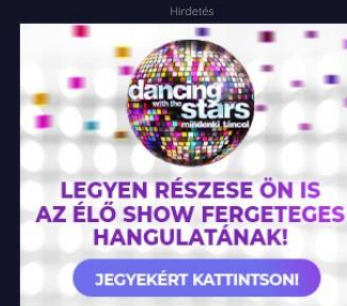 Hirdetés
dancing
with the
stars
mindenki táncol
LEGYEN RÉSZESE ÖN IS
AZ ÉLŐ SHOW FERGETEGES
HANGULATÁNAK!
JEGYEKÉRT KATTINTSON!